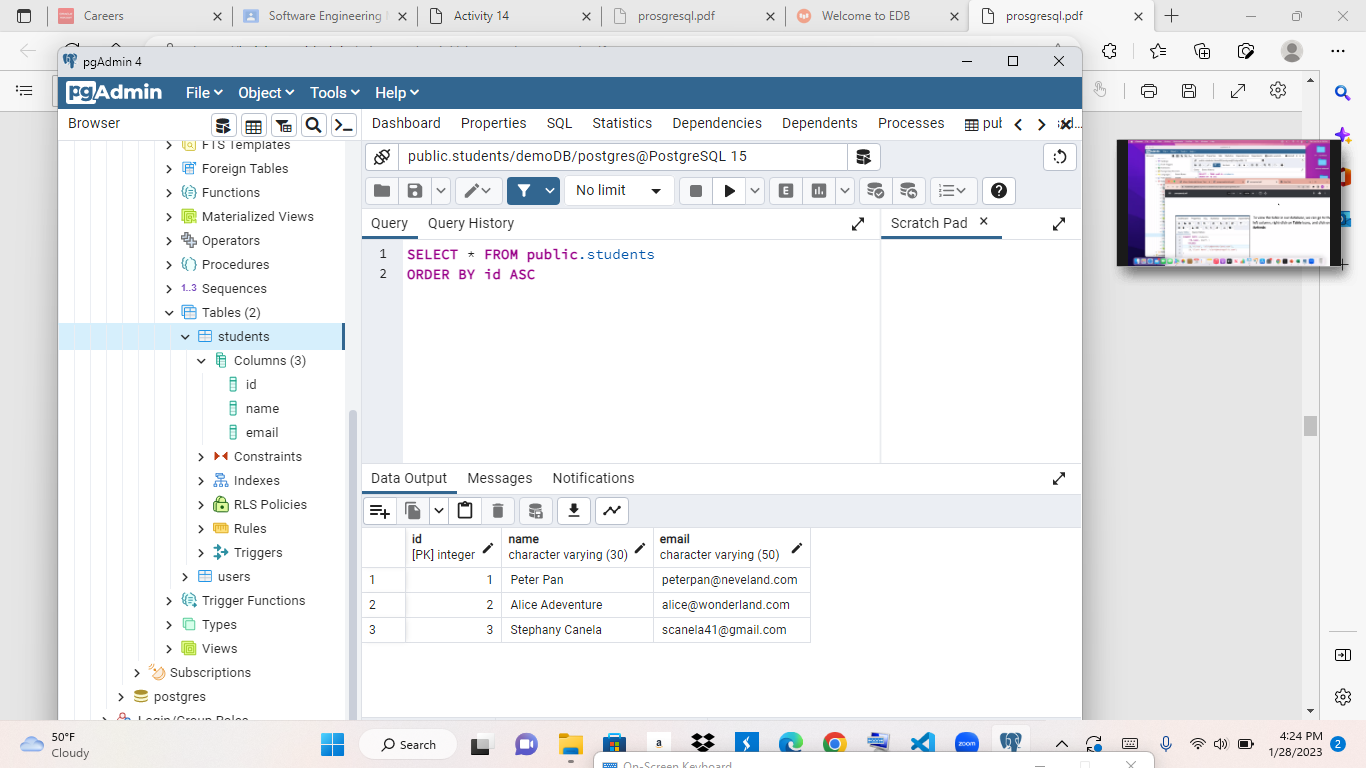 Careers
Software Engineering
Activity 14
prosgresql.pdf
Welcome to EDB
prosgresql.pdf
pgAdmin 4
pgAdmin
File
Object
Tools
Help
Browser
Dashboard
Properties
SQL
Statistics
Dependencies
Dependents
Processes
pub
FTS Templates
Foreign Tables
Functions
Materialized Views
Operators
Procedures
1..3 Sequences
Tables (2)
students
Columns (3)
id
name
email
Constraints
Indexes
RLS Policies
Rules
Triggers
users
Trigger Functions
Types
Views
Subscriptions
postgres
Login/Group Roles
public.students/demoDB/postgres@PostgreSQL 15
No limit
E
Query
Query History
Scratch Pad
1 SELECT * FROM public.students
2 ORDER BY id ASC
Data Output
Messages
Notifications
id
[PK] integer
name
character varying (30)
email
character varying (50)
1 1 Peter Pan peterpan@neveland.com
2 2 Alice Adeventure alice@wonderland.com
3 3 Stephany Canela scanela41@gmail.com
50°F
Cloudy
Search
a
zoom
4:24 PM
1/28/2023
2
On-Screen Keyboard